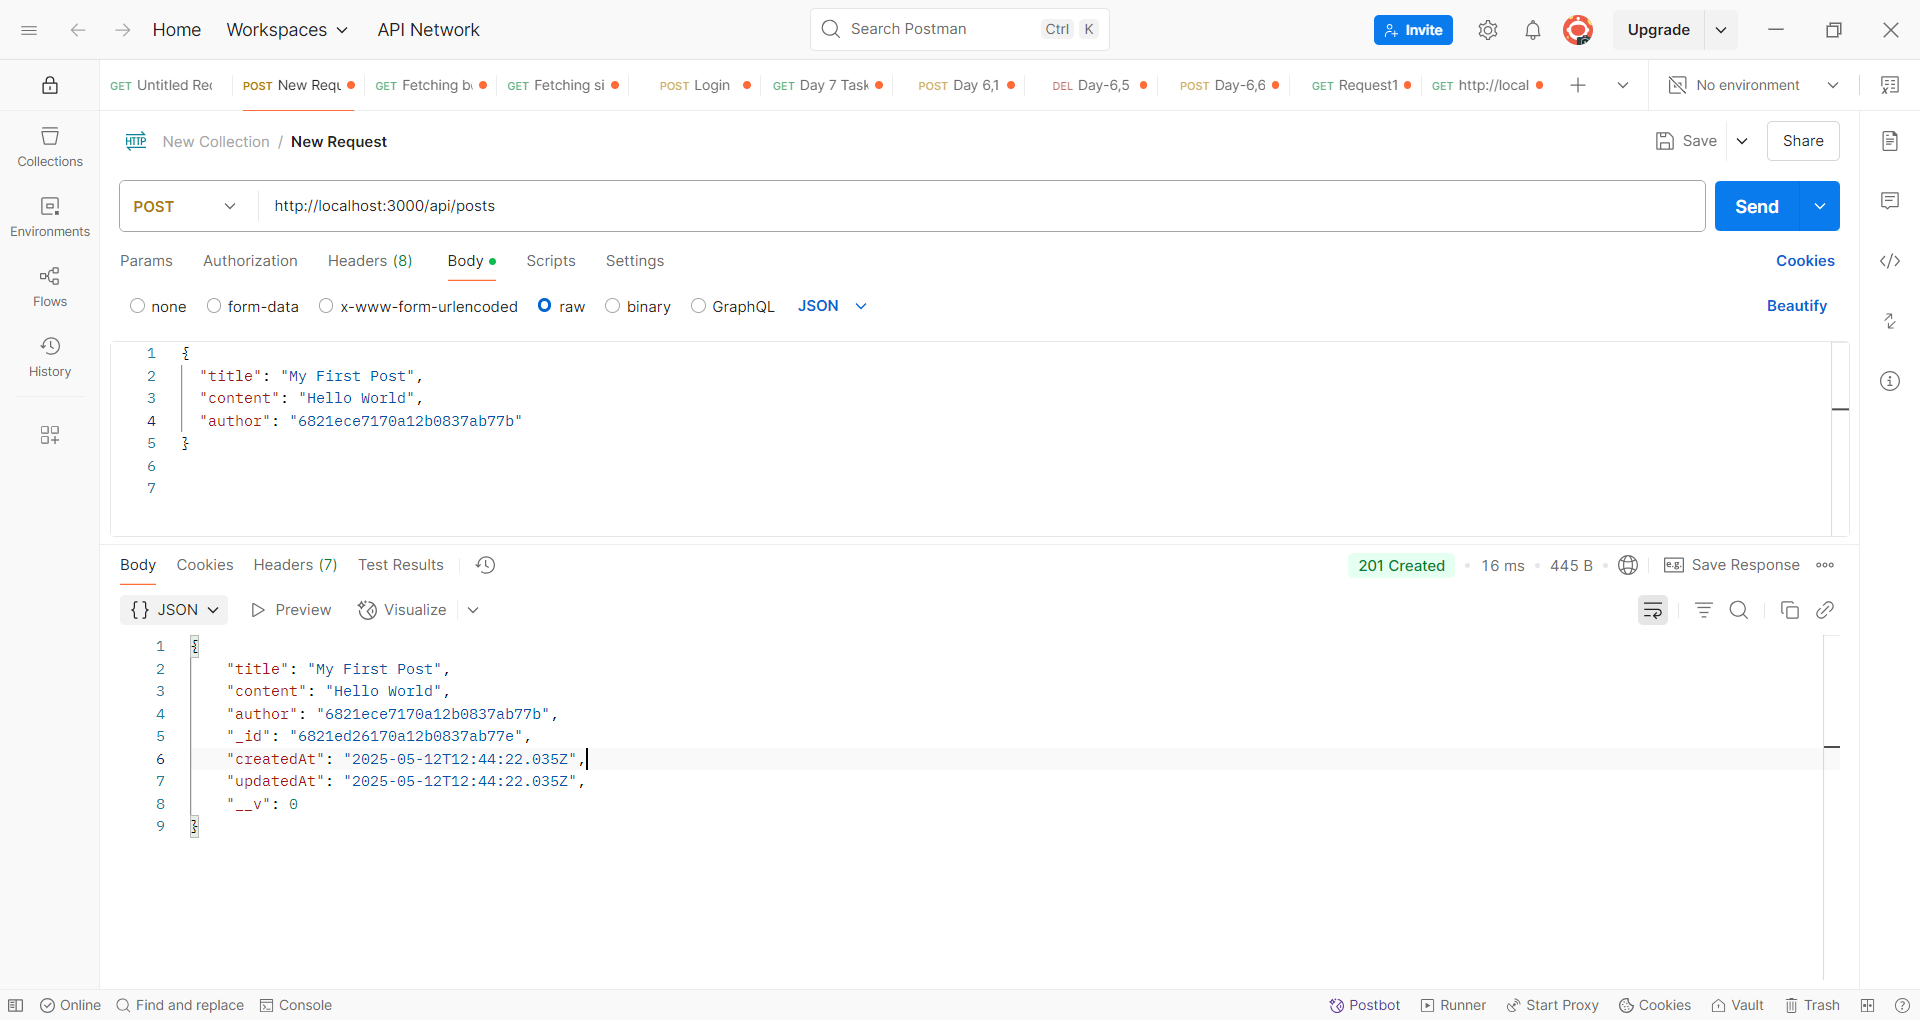 Home Workspaces API Network Search Postman Ctrl K Invite Upgrade
GET Untitled Rec POST New Requ GET Fetching b GET Fetching si POST Login GET Day 7 Task POST Day 6,1 DEL Day-6,5 POST Day-6,6 GET Request1 GET http://local No environment
HTTP New Collection / New Request Save Share
Collections
POST http://localhost:3000/api/posts Send
Environments
Params Authorization Headers (8) Body Scripts Settings Cookies
Flows
none form-data x-www-form-urlencoded raw binary GraphQL JSON Beautify
History
1 {
2 "title": "My First Post",
3 "content": "Hello World",
4 "author": "6821ece7170a12b0837ab77b"
5 }
6
7
Body Cookies Headers (7) Test Results 201 Created 16 ms 445 B e.g. Save Response
{} JSON Preview Visualize
1 {
2 "title": "My First Post",
3 "content": "Hello World",
4 "author": "6821ece7170a12b0837ab77b",
5 "_id": "6821ed26170a12b0837ab77e",
6 "createdAt": "2025-05-12T12:44:22.035Z",
7 "updatedAt": "2025-05-12T12:44:22.035Z",
8 "__v": 0
9 }
Online Find and replace Console Postbot Runner Start Proxy Cookies Vault Trash